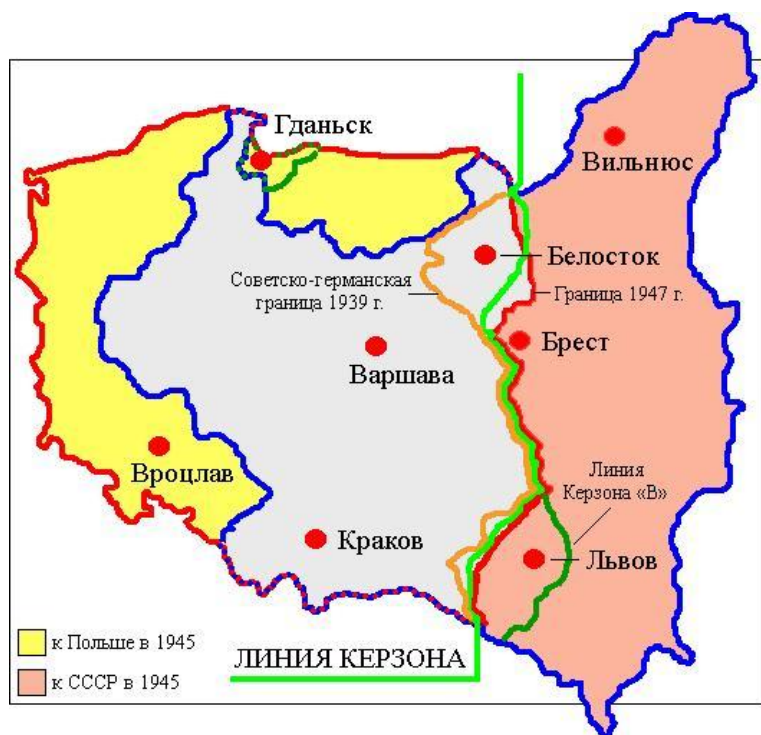 Гданьск
Вильнюс
Белосток
Советско-германская
граница 1939 г.
Граница 1947 г.
Брест
Варшава
Вроцлав
Линия
Керзона «В»
Краков
Львов
к Польше в 1945
ЛИНИЯ КЕРЗОНА
к СССР в 1945